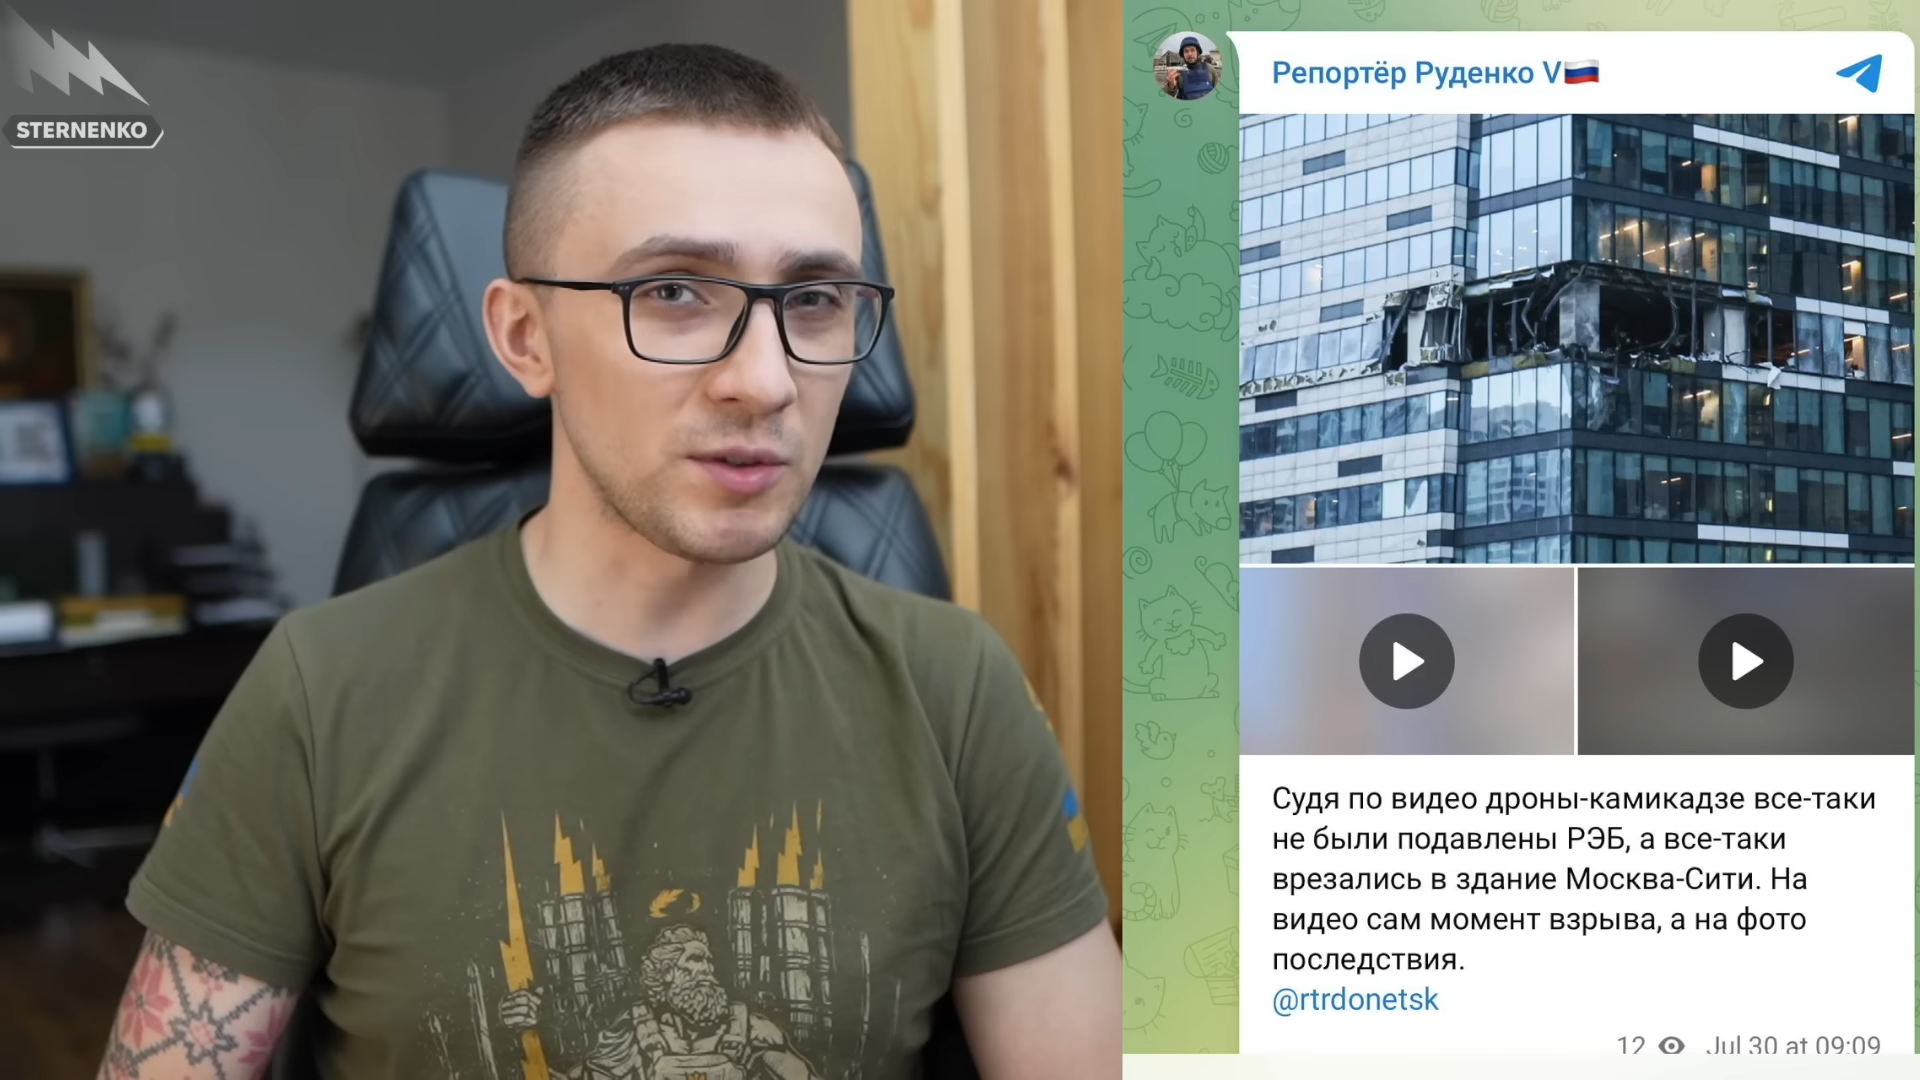 STERNENKO
Репортёр Руденко V🇷🇺
Судя по видео дроны-камикадзе все-таки
не были подавлены РЭБ, а все-таки
врезались в здание Москва-Сити. На
видео сам момент взрыва, а на фото
последствия.
@rtrdonetsk
12 Jul 30 at 09:09